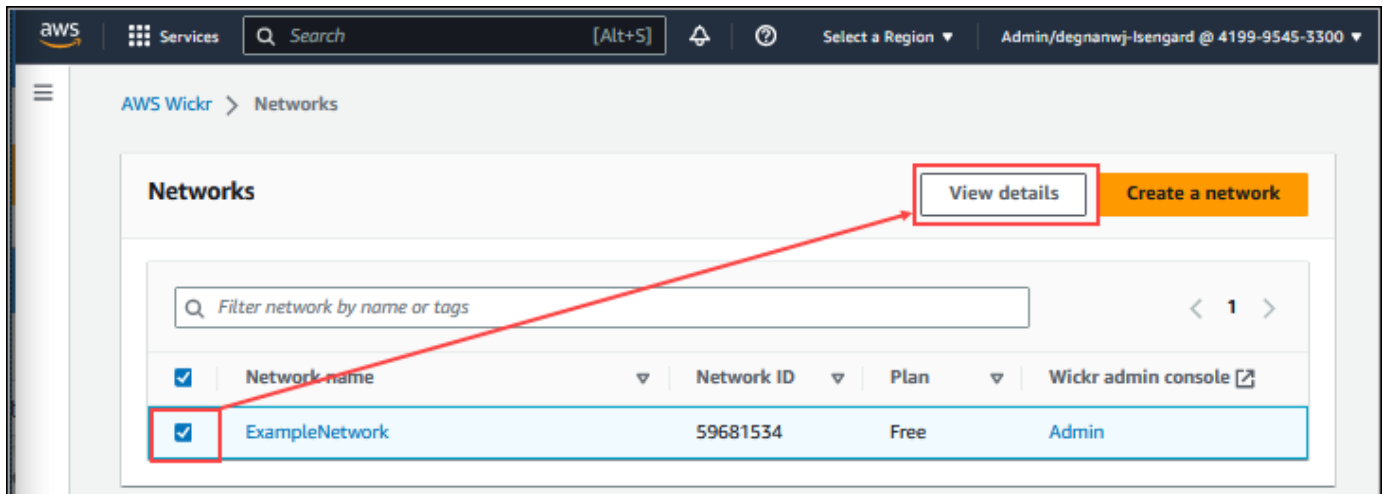 aws Services Search [Alt+S] Select a Region Admin/degnanwj-Isengard @ 4199-9545-3300
AWS Wickr > Networks
Networks View details Create a network
Filter network by name or tags < 1 >
Network name Network ID Plan Wickr admin console
ExampleNetwork 59681534 Free Admin